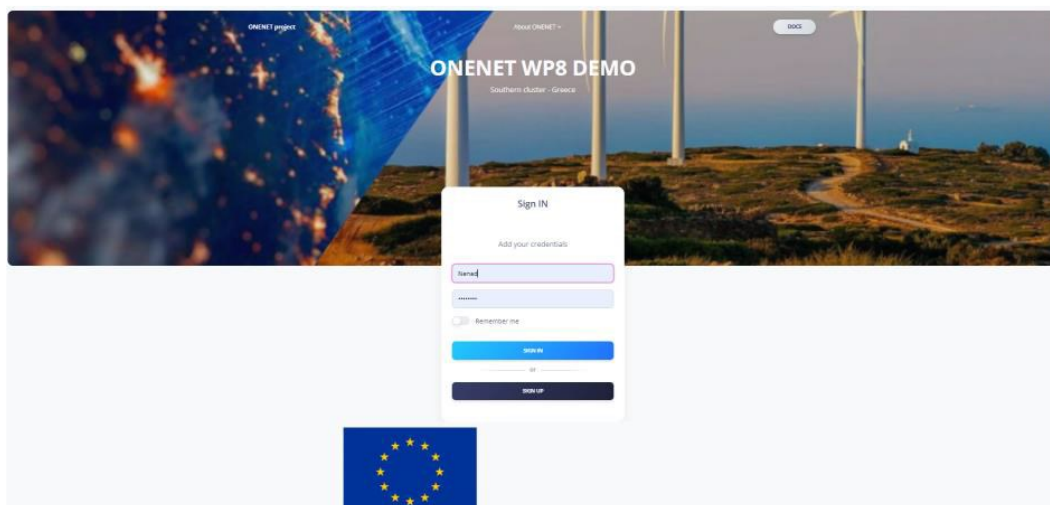 ONENET project
About ONENET
DOCS
ONENET WP8 DEMO
Southern cluster - Greece
Sign IN
Add your credentials
Nenad
Remember me
SIGN IN
or
SIGN UP